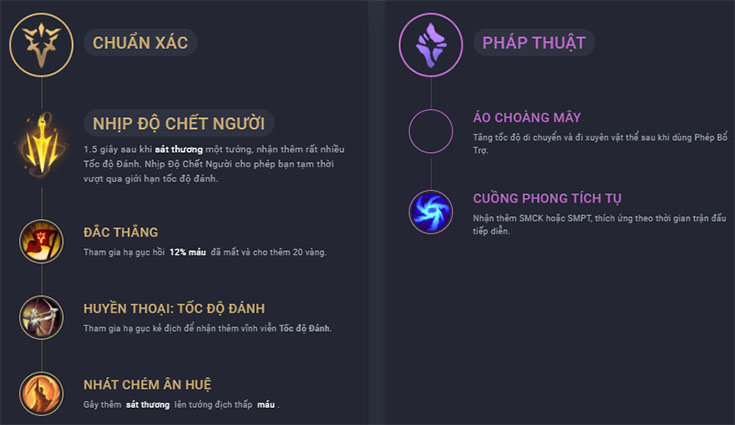 CHUẨN XÁC
NHỊP ĐỘ CHẾT NGƯỜI
1.5 giây sau khi sát thương một tướng, nhận thêm rất nhiều
Tốc độ Đánh. Nhịp Độ Chết Người cho phép bạn tạm thời
vượt qua giới hạn tốc độ đánh.
ĐẮC THẮNG
Tham gia hạ gục hồi 12% máu đã mất và cho thêm 20 vàng.
HUYỀN THOẠI: TỐC ĐỘ ĐÁNH
Tham gia hạ gục kẻ địch để nhận thêm vĩnh viễn Tốc độ Đánh.
NHÁT CHÉM ÂN HUỆ
Gây thêm sát thương lên tướng địch thấp máu .
PHÁP THUẬT
ÁO CHOÀNG MÂY
Tăng tốc độ di chuyển và đi xuyên vật thể sau khi dùng Phép Bổ
Trợ.
CUỒNG PHONG TÍCH TỤ
Nhận thêm SMCK hoặc SMPT, thích ứng theo thời gian trận đấu
tiếp diễn.